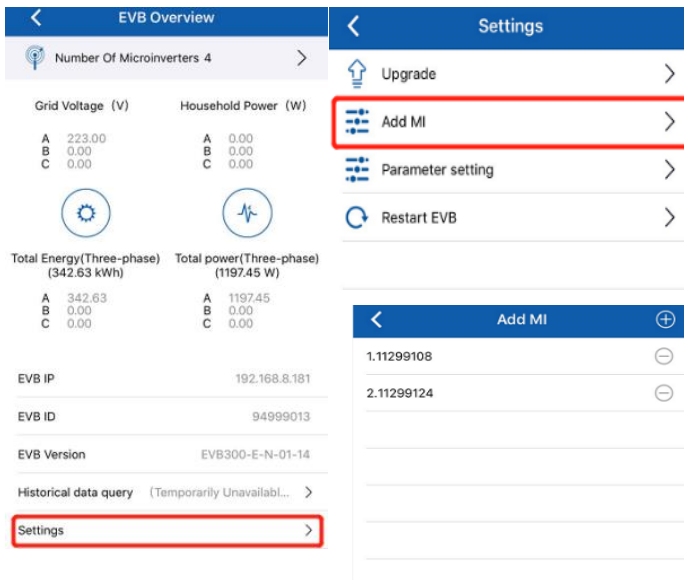 EVB Overview
Number Of Microinverters 4
Grid Voltage (V) Household Power (W)
A 223.00 A 0.00
B 0.00 B 0.00
C 0.00 C 0.00
Total Energy(Three-phase) Total power(Three-phase)
(342.63 kWh) (1197.45 W)
A 342.63 A 1197.45
B 0.00 B 0.00
C 0.00 C 0.00
EVB IP 192.168.8.181
EVB ID 94999013
EVB Version EVB300-E-N-01-14
Historical data query (Temporarily Unavailabl...
Settings
Settings
Upgrade
Add MI
Parameter setting
Restart EVB
Add MI
1.11299108
2.11299124